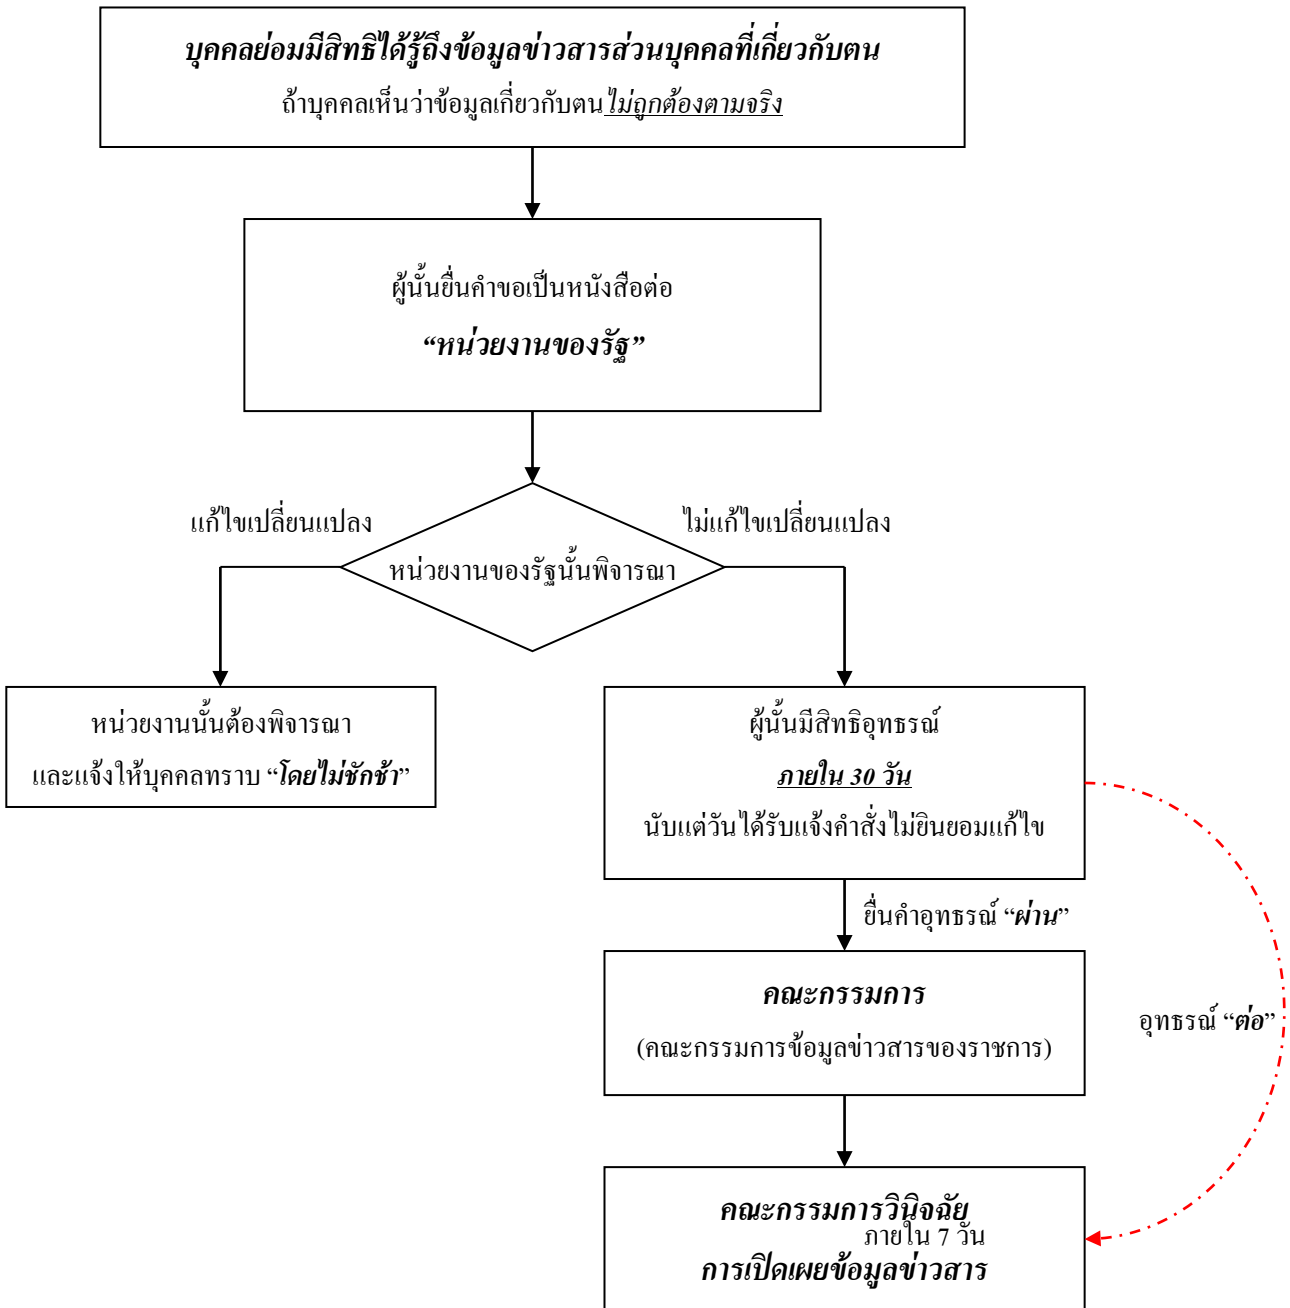 บุคคลย่อมมีสิทธิได้รู้ถึงข้อมูลข่าวสารส่วนบุคคลที่เกี่ยวกับตน
ถ้าบุคคลเห็นว่าข้อมูลเกี่ยวกับตนไม่ถูกต้องตามจริง
ผู้นั้นยื่นคำขอเป็นหนังสือต่อ
“หน่วยงานของรัฐ”
แก้ไขเปลี่ยนแปลง
ไม่แก้ไขเปลี่ยนแปลง
หน่วยงานของรัฐนั้นพิจารณา
หน่วยงานนั้นต้องพิจารณา
และแจ้งให้บุคคลทราบ “โดยไม่ชักช้า”
ผู้นั้นมีสิทธิอุทธรณ์
ภายใน 30 วัน
นับแต่วันได้รับแจ้งคำสั่งไม่ยินยอมแก้ไข
ยื่นคำอุทธรณ์ “ผ่าน”
คณะกรรมการ
(คณะกรรมการข้อมูลข่าวสารของราชการ)
อุทธรณ์ “ต่อ”
คณะกรรมการวินิจฉัย
ภายใน 7 วัน
การเปิดเผยข้อมูลข่าวสาร